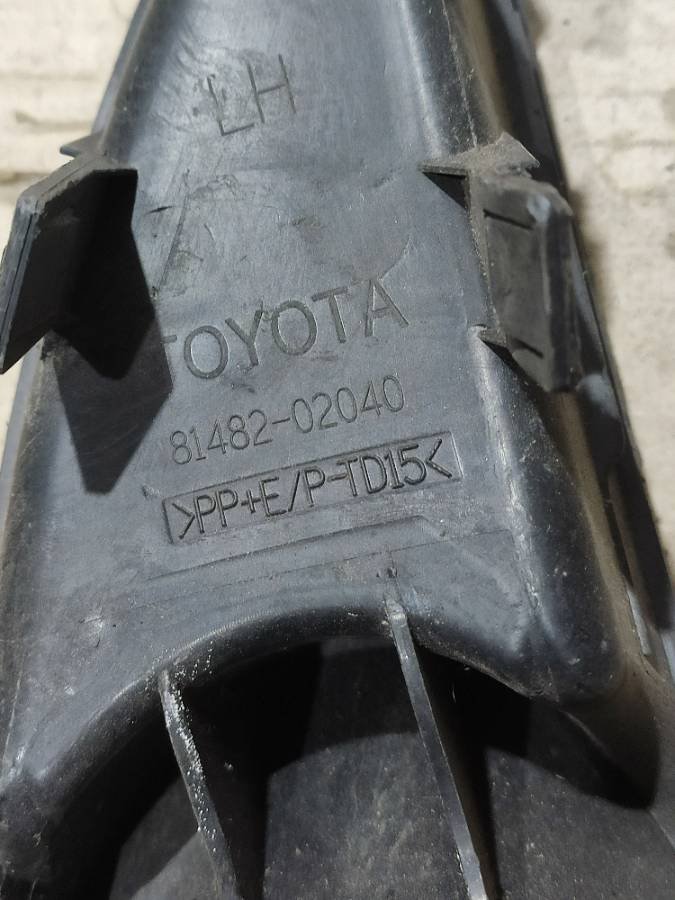 LH
TOYOTA
81482-02040
>PP+E/P-TD15<